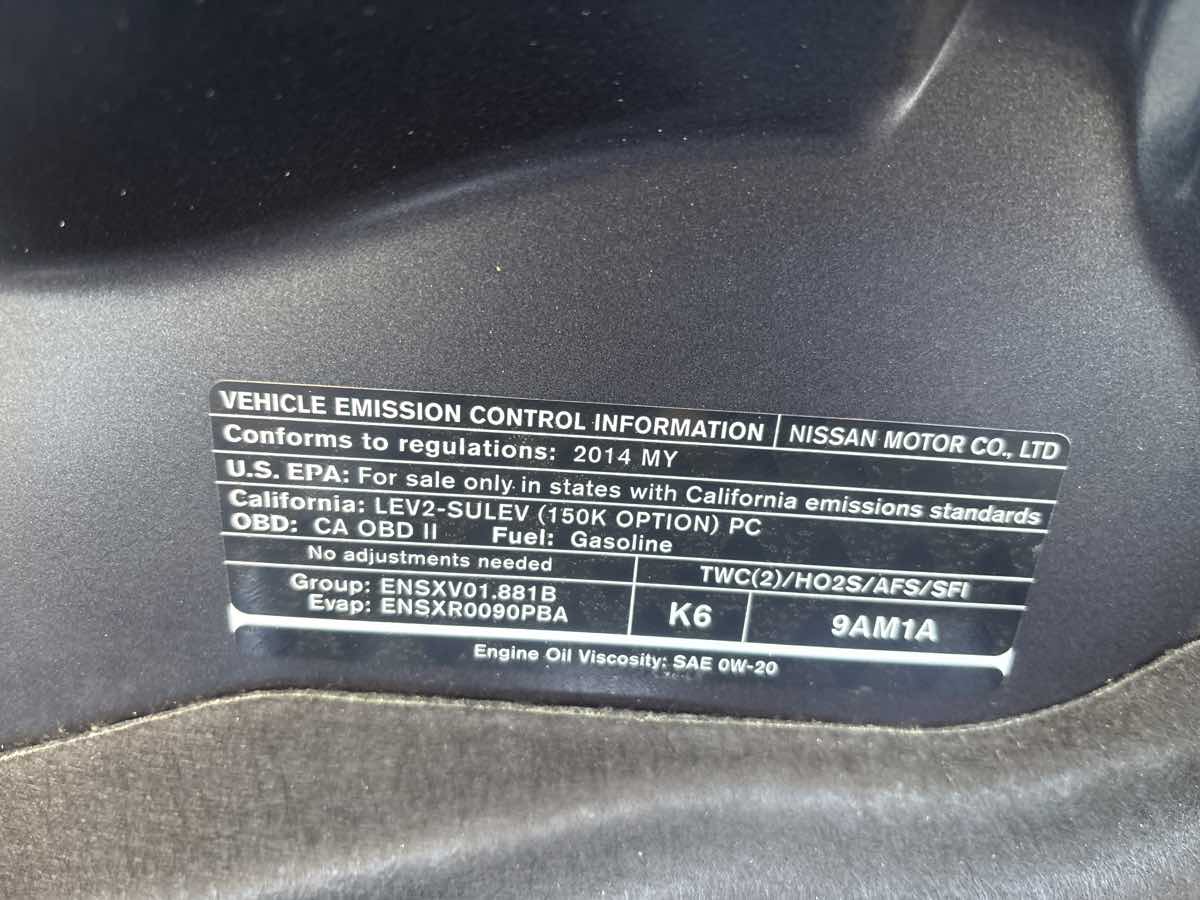 VEHICLE EMISSION CONTROL INFORMATION NISSAN MOTOR CO., LTD
Conforms to regulations: 2014 MY
U.S. EPA: For sale only in states with California emissions standards
California: LEV2-SULEV (150K OPTION) PC
OBD: CA OBD II Fuel: Gasoline
No adjustments needed TWC(2)/HO2S/AFS/SFI
Group: ENSXV01.881B
Evap: ENSXR0090PBA K6 9AM1A
Engine Oil Viscosity: SAE 0W-20